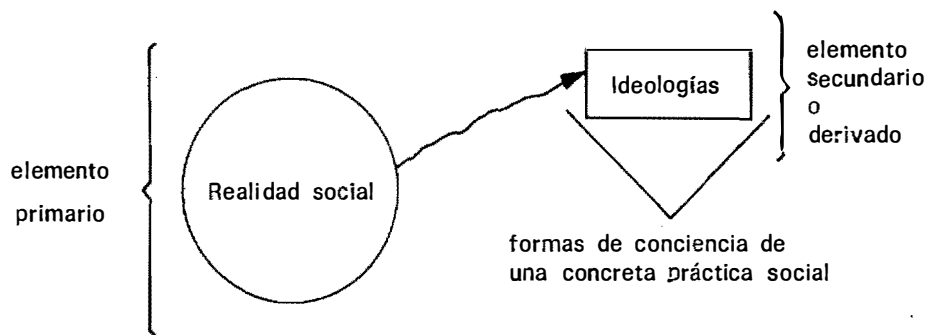 elemento
primario
Realidad social
Ideologías
elemento
secundario
o
derivado
formas de conciencia de
una concreta práctica social